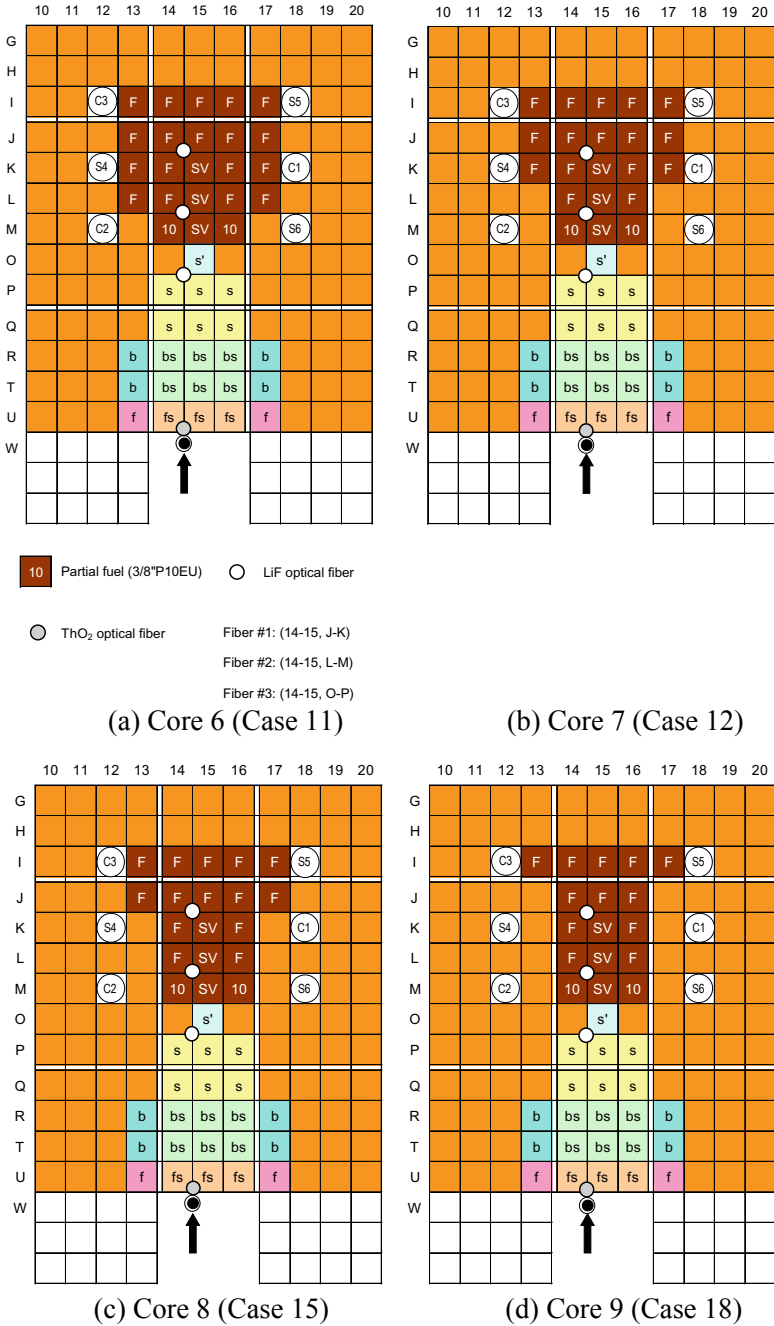 10 11 12 13 14 15 16 17 18 19 20 10 11 12 13 14 15 16 17 18 19 20
G G
H H
I C3 F F F F F S5 I C3 F F F F F S5
J F F F F F J F F F F F
K S4 F F SV F F C1 K S4 F F SV F F C1
L F F SV F F L F SV F
M C2 10 SV 10 S6 M C2 10 SV 10 S6
O s' O s'
P s s s P s s s
Q s s s Q s s s
R b bs bs bs b R b bs bs bs b
T b bs bs bs b T b bs bs bs b
U f fs fs fs f U f fs fs fs f
W W
10 Partial fuel (3/8"P10EU) LiF optical fiber
ThO₂ optical fiber Fiber #1: (14-15, J-K)
Fiber #2: (14-15, L-M)
Fiber #3: (14-15, O-P)
(a) Core 6 (Case 11) (b) Core 7 (Case 12)
10 11 12 13 14 15 16 17 18 19 20 10 11 12 13 14 15 16 17 18 19 20
G G
H H
I C3 F F F F F S5 I C3 F F F F F S5
J F F F F F J F F F
K S4 F SV F C1 K S4 F SV F C1
L F SV F L F SV F
M C2 10 SV 10 S6 M C2 10 SV 10 S6
O s' O s'
P s s s P s s s
Q s s s Q s s s
R b bs bs bs b R b bs bs bs b
T b bs bs bs b T b bs bs bs b
U f fs fs fs f U f fs fs fs f
W W
(c) Core 8 (Case 15) (d) Core 9 (Case 18)